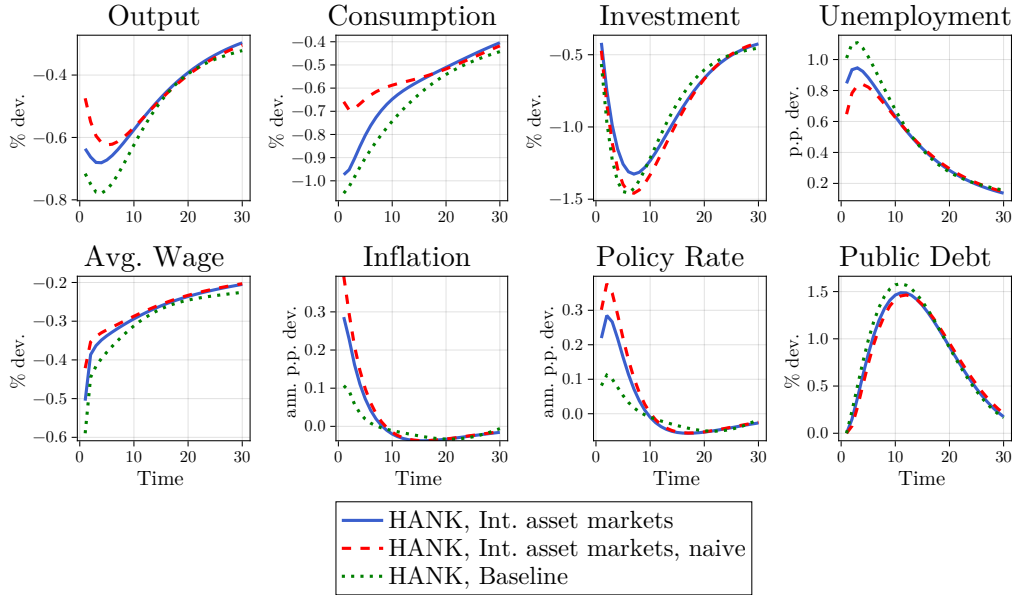 Output
Consumption
Investment
Unemployment
% dev.
−0.4
−0.6
−0.8
0
10
20
30
% dev.
−0.4
−0.5
−0.6
−0.7
−0.8
−0.9
−1.0
0
10
20
30
% dev.
−0.5
−1.0
−1.5
0
10
20
30
p.p. dev.
1.0
0.8
0.6
0.4
0.2
0
10
20
30
Avg. Wage
Inflation
Policy Rate
Public Debt
% dev.
−0.2
−0.3
−0.4
−0.5
−0.6
0
10
20
30
Time
ann. p.p. dev.
0.3
0.2
0.1
0.0
0
10
20
30
Time
ann. p.p. dev.
0.3
0.2
0.1
0.0
0
10
20
30
Time
% dev.
1.5
1.0
0.5
0.0
0
10
20
30
Time
HANK, Int. asset markets
HANK, Int. asset markets, naive
HANK, Baseline